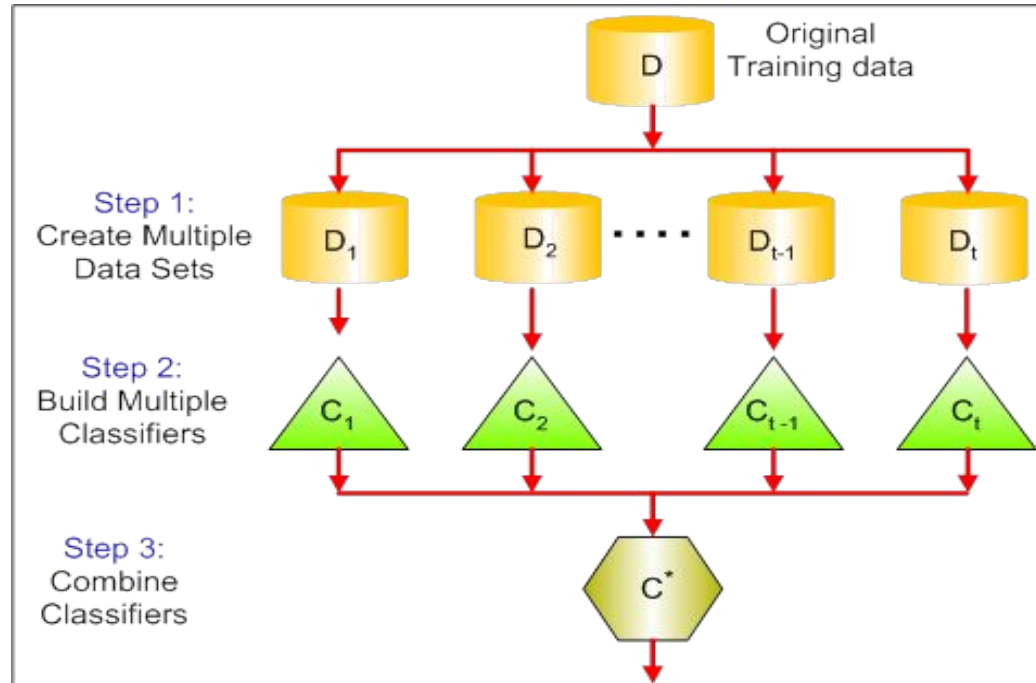 D
Original
Training data
Step 1:
Create Multiple
Data Sets
D₁
D₂
....
Dₜ₋₁
Dₜ
Step 2:
Build Multiple
Classifiers
C₁
C₂
Cₜ₋₁
Cₜ
Step 3:
Combine
Classifiers
C*